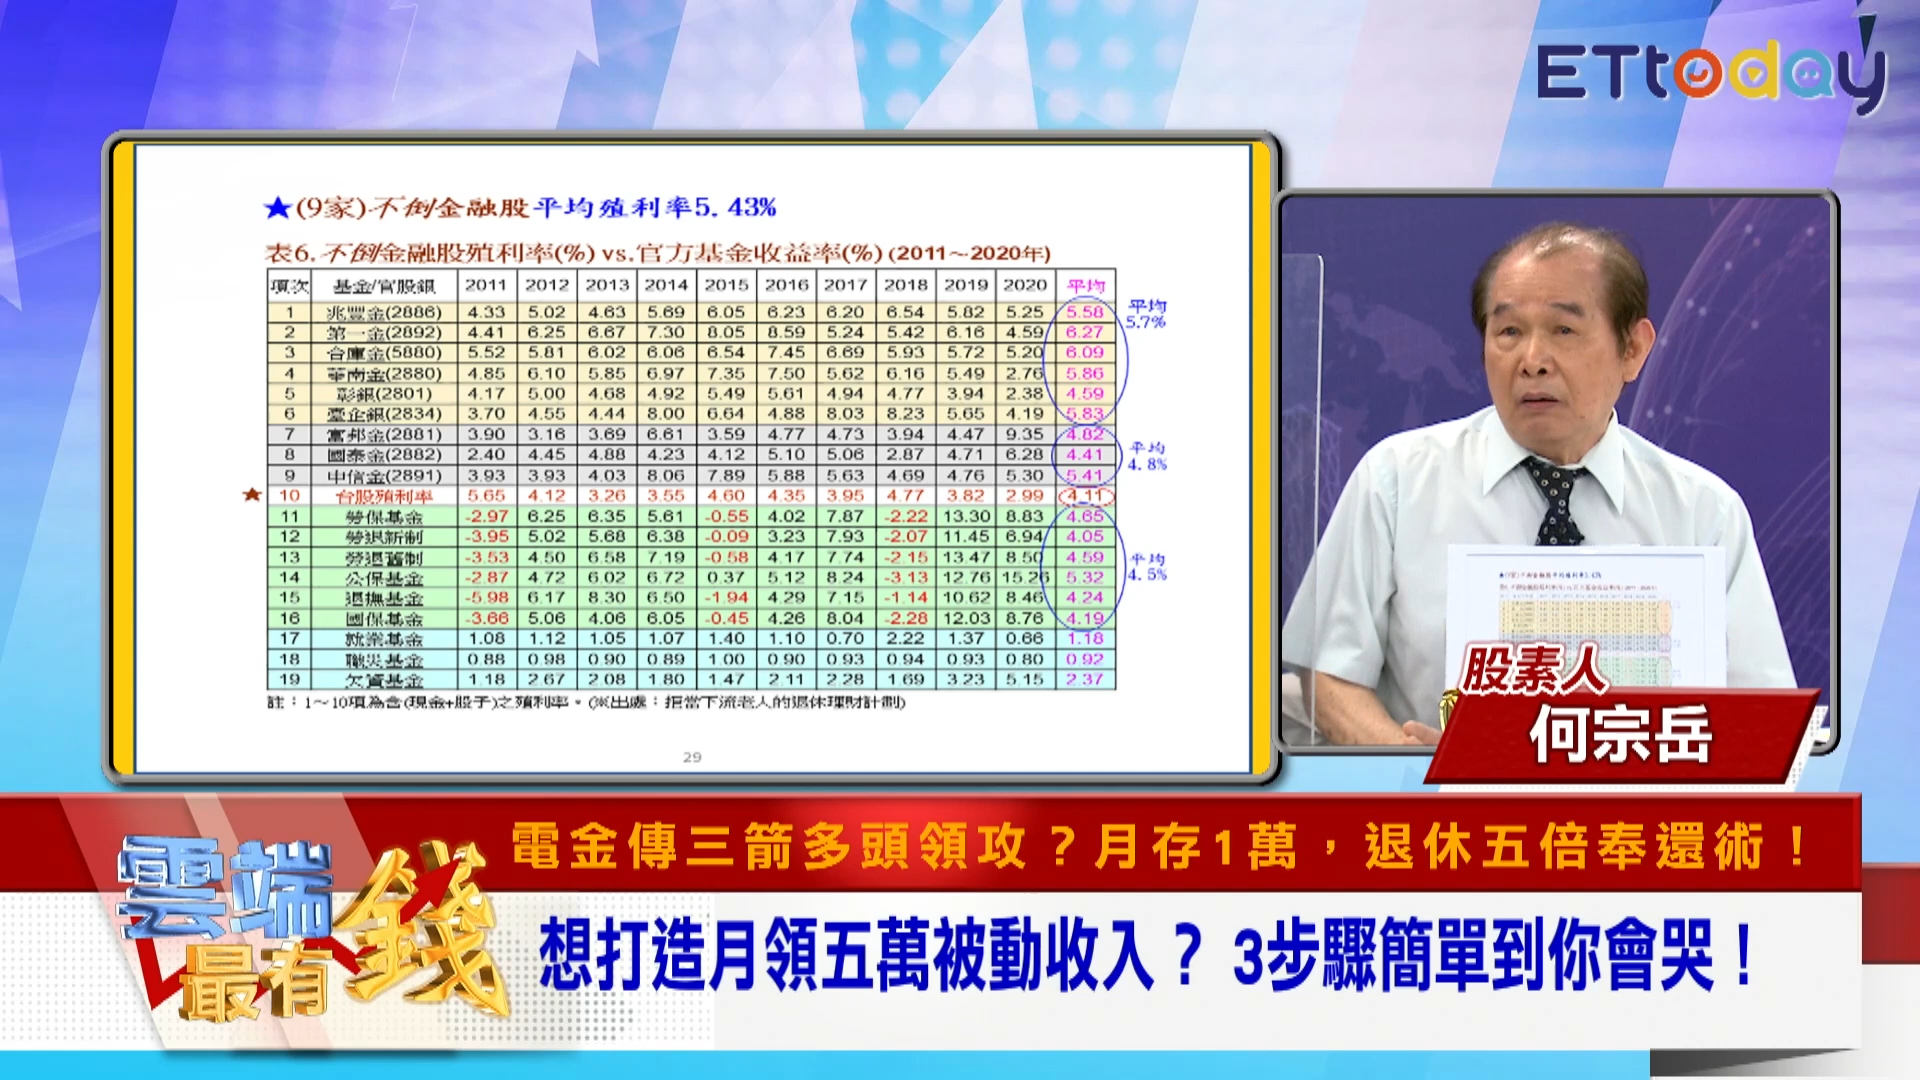 ETtoday
★(9家)不倒金融股平均殖利率5.43%
表6.不倒金融股殖利率(%) vs.官方基金收益率(%) (2011～2020年)
項次 基金/官股銀 2011 2012 2013 2014 2015 2016 2017 2018 2019 2020 平均
1 兆豐金(2886) 4.33 5.02 4.63 5.69 6.05 6.23 6.20 6.54 5.82 5.25 5.58
2 第一金(2892) 4.41 6.25 6.67 7.30 8.05 8.59 5.24 5.42 6.16 4.59 6.27
3 合庫金(5880) 5.52 5.81 6.02 6.06 6.54 7.45 6.69 5.93 5.72 5.20 6.09
4 華南金(2880) 4.85 6.10 5.85 6.97 7.35 7.50 5.62 6.16 5.49 2.76 5.86
5 彰銀(2801) 4.17 5.00 4.68 4.92 5.49 5.61 4.94 4.77 3.94 2.38 4.59
6 臺企銀(2834) 3.70 4.55 4.44 8.00 6.64 4.88 8.03 8.23 5.65 4.19 5.83
平均
5.7%
7 富邦金(2881) 3.90 3.16 3.69 6.61 3.59 4.77 4.73 3.94 4.47 9.35 4.82
8 國泰金(2882) 2.40 4.45 4.88 4.23 4.12 5.10 5.06 2.87 4.71 6.28 4.41
9 中信金(2891) 3.93 3.93 4.03 8.06 7.89 5.88 5.63 4.69 4.76 5.30 5.41
平均
4.8%
★ 10 台股殖利率 5.65 4.12 3.26 3.55 4.60 4.35 3.95 4.77 3.82 2.99 4.11
11 勞保基金 -2.97 6.25 6.35 5.61 -0.55 4.02 7.87 -2.22 13.30 8.83 4.65
12 勞退新制 -3.95 5.02 5.68 6.38 -0.09 3.23 7.93 -2.07 11.45 6.94 4.05
13 勞退舊制 -3.53 4.50 6.58 7.19 -0.58 4.17 7.74 -2.15 13.47 8.50 4.59
14 公保基金 -2.87 4.72 6.02 6.72 0.37 5.12 8.24 -3.13 12.76 15.26 5.32
15 退撫基金 -5.98 6.17 8.30 6.50 -1.94 4.29 7.15 -1.14 10.62 8.46 4.24
16 國保基金 -3.66 5.06 4.06 6.05 -0.45 4.26 8.04 -2.28 12.03 8.76 4.19
平均
4.5%
17 就業基金 1.08 1.12 1.05 1.07 1.40 1.10 0.70 2.22 1.37 0.66 1.18
18 職災基金 0.88 0.98 0.90 0.89 1.00 0.90 0.93 0.94 0.93 0.80 0.92
19 欠資基金 1.18 2.67 2.08 1.80 1.47 2.11 2.28 1.69 3.23 5.15 2.37
註：1～10項為含(現金+股子)之殖利率。(※出處：拒當下流老人的退休理財計劃)
29
股素人
何宗岳
雲端
最有
錢
電金傳三箭多頭領攻？月存1萬，退休五倍奉還術！
想打造月領五萬被動收入？ 3步驟簡單到你會哭！